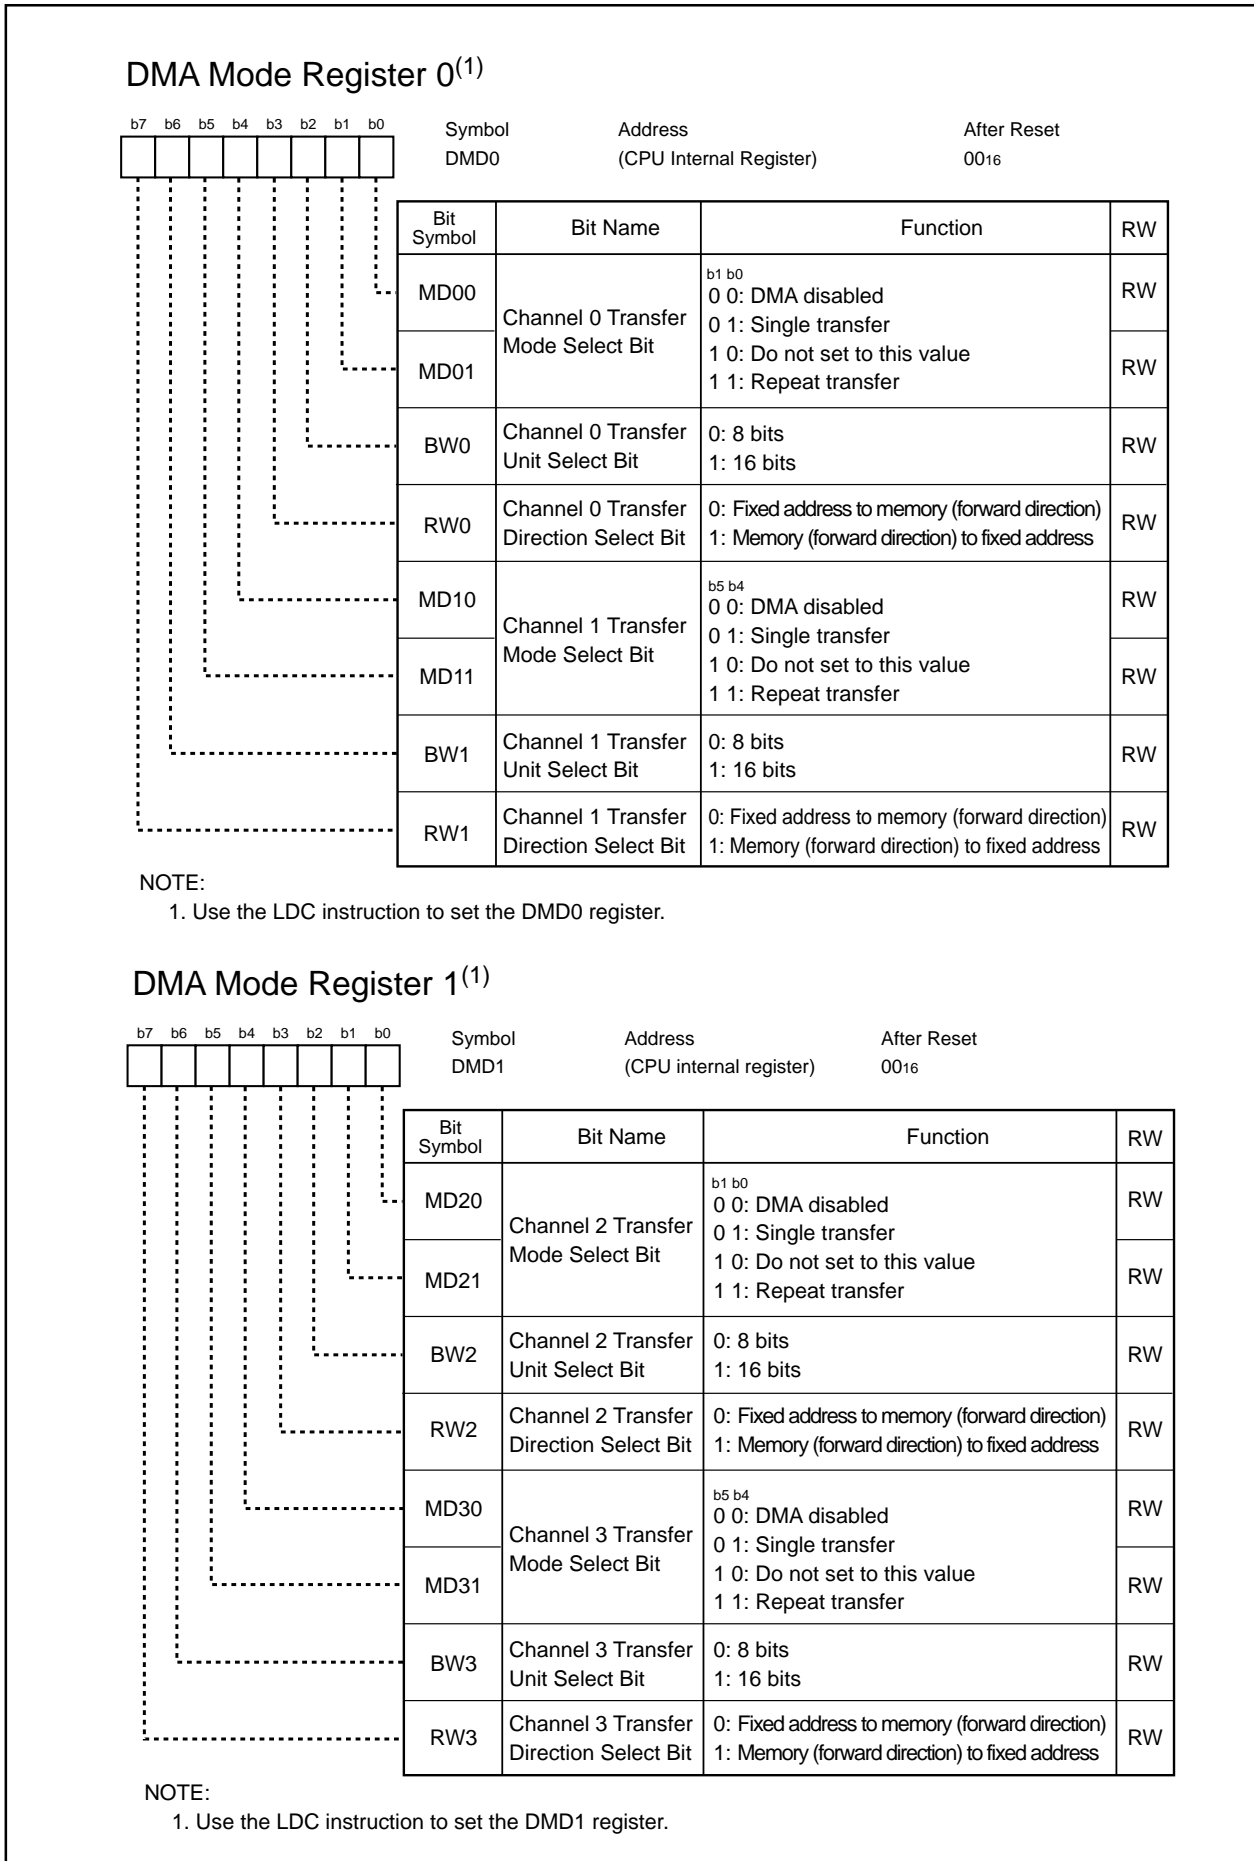 DMA Mode Register 0(1)
b7 b6 b5 b4 b3 b2 b1 b0
Symbol Address After Reset
DMD0 (CPU Internal Register) 0016
Bit Symbol Bit Name Function RW
MD00 RW
MD01 RW
Channel 0 Transfer
Mode Select Bit
b1 b0
0 0: DMA disabled
0 1: Single transfer
1 0: Do not set to this value
1 1: Repeat transfer
BW0 RW
Channel 0 Transfer
Unit Select Bit
0: 8 bits
1: 16 bits
RW0 RW
Channel 0 Transfer
Direction Select Bit
0: Fixed address to memory (forward direction)
1: Memory (forward direction) to fixed address
MD10 RW
MD11 RW
Channel 1 Transfer
Mode Select Bit
b5 b4
0 0: DMA disabled
0 1: Single transfer
1 0: Do not set to this value
1 1: Repeat transfer
BW1 RW
Channel 1 Transfer
Unit Select Bit
0: 8 bits
1: 16 bits
RW1 RW
Channel 1 Transfer
Direction Select Bit
0: Fixed address to memory (forward direction)
1: Memory (forward direction) to fixed address
NOTE:
1. Use the LDC instruction to set the DMD0 register.
DMA Mode Register 1(1)
b7 b6 b5 b4 b3 b2 b1 b0
Symbol Address After Reset
DMD1 (CPU internal register) 0016
Bit Symbol Bit Name Function RW
MD20 RW
MD21 RW
Channel 2 Transfer
Mode Select Bit
b1 b0
0 0: DMA disabled
0 1: Single transfer
1 0: Do not set to this value
1 1: Repeat transfer
BW2 RW
Channel 2 Transfer
Unit Select Bit
0: 8 bits
1: 16 bits
RW2 RW
Channel 2 Transfer
Direction Select Bit
0: Fixed address to memory (forward direction)
1: Memory (forward direction) to fixed address
MD30 RW
MD31 RW
Channel 3 Transfer
Mode Select Bit
b5 b4
0 0: DMA disabled
0 1: Single transfer
1 0: Do not set to this value
1 1: Repeat transfer
BW3 RW
Channel 3 Transfer
Unit Select Bit
0: 8 bits
1: 16 bits
RW3 RW
Channel 3 Transfer
Direction Select Bit
0: Fixed address to memory (forward direction)
1: Memory (forward direction) to fixed address
NOTE:
1. Use the LDC instruction to set the DMD1 register.